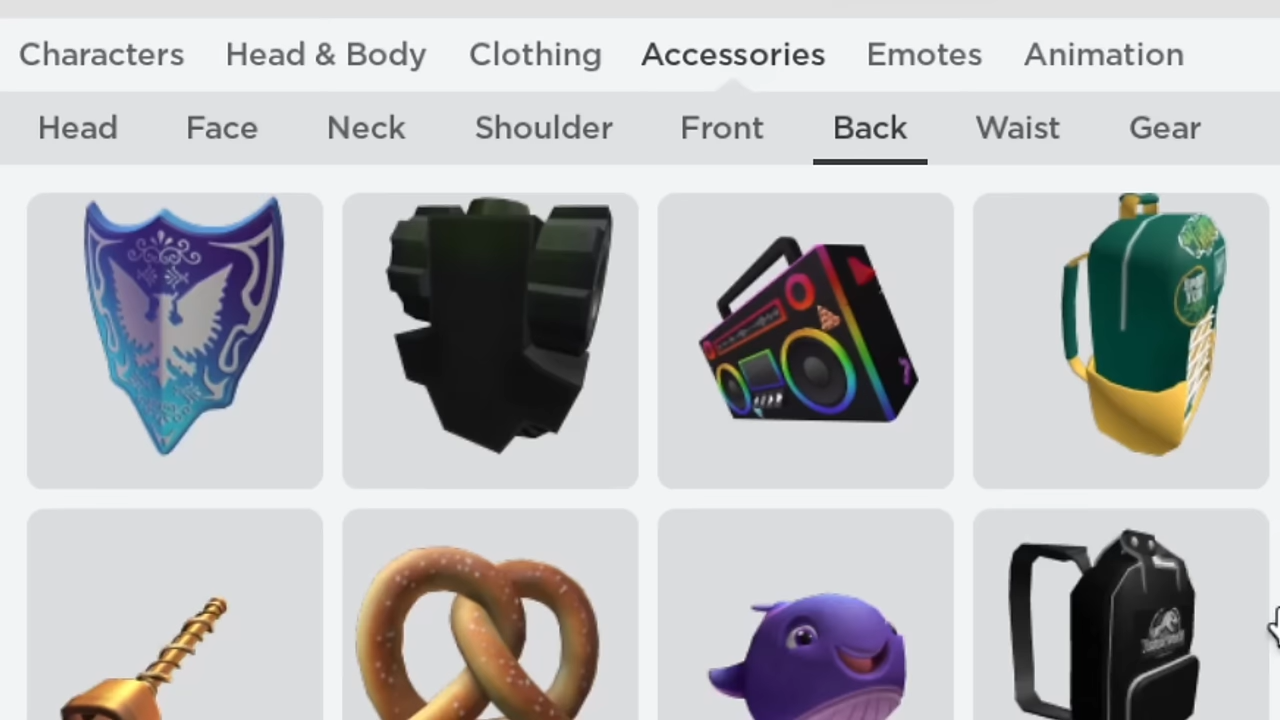 Characters Head & Body Clothing Accessories Emotes Animation
Head Face Neck Shoulder Front Back Waist Gear